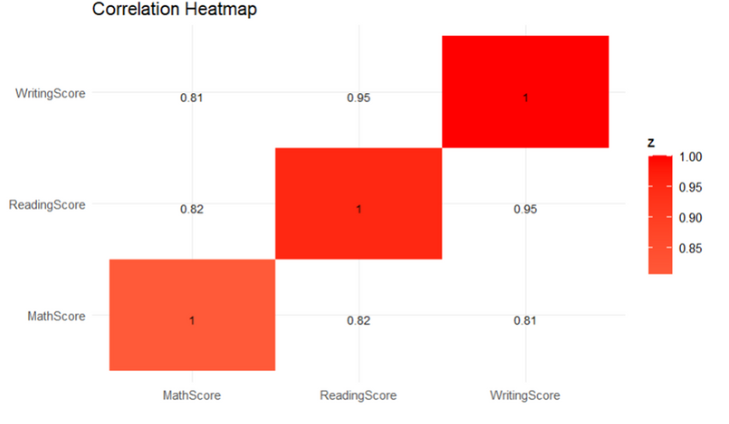 Correlation Heatmap
WritingScore 0.81 0.95 1
ReadingScore 0.82 1 0.95
MathScore 1 0.82 0.81
MathScore ReadingScore WritingScore
z
1.00
0.95
0.90
0.85